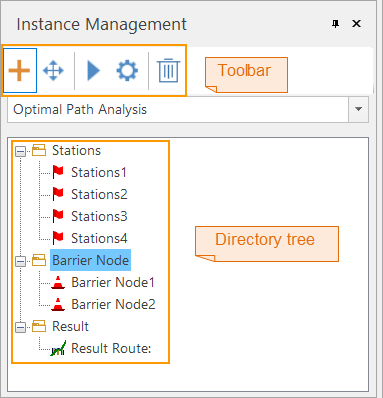 Instance Management
Toolbar
Optimal Path Analysis
Stations
Stations1
Stations2
Stations3
Stations4
Directory tree
Barrier Node
Barrier Node1
Barrier Node2
Result
Result Route: